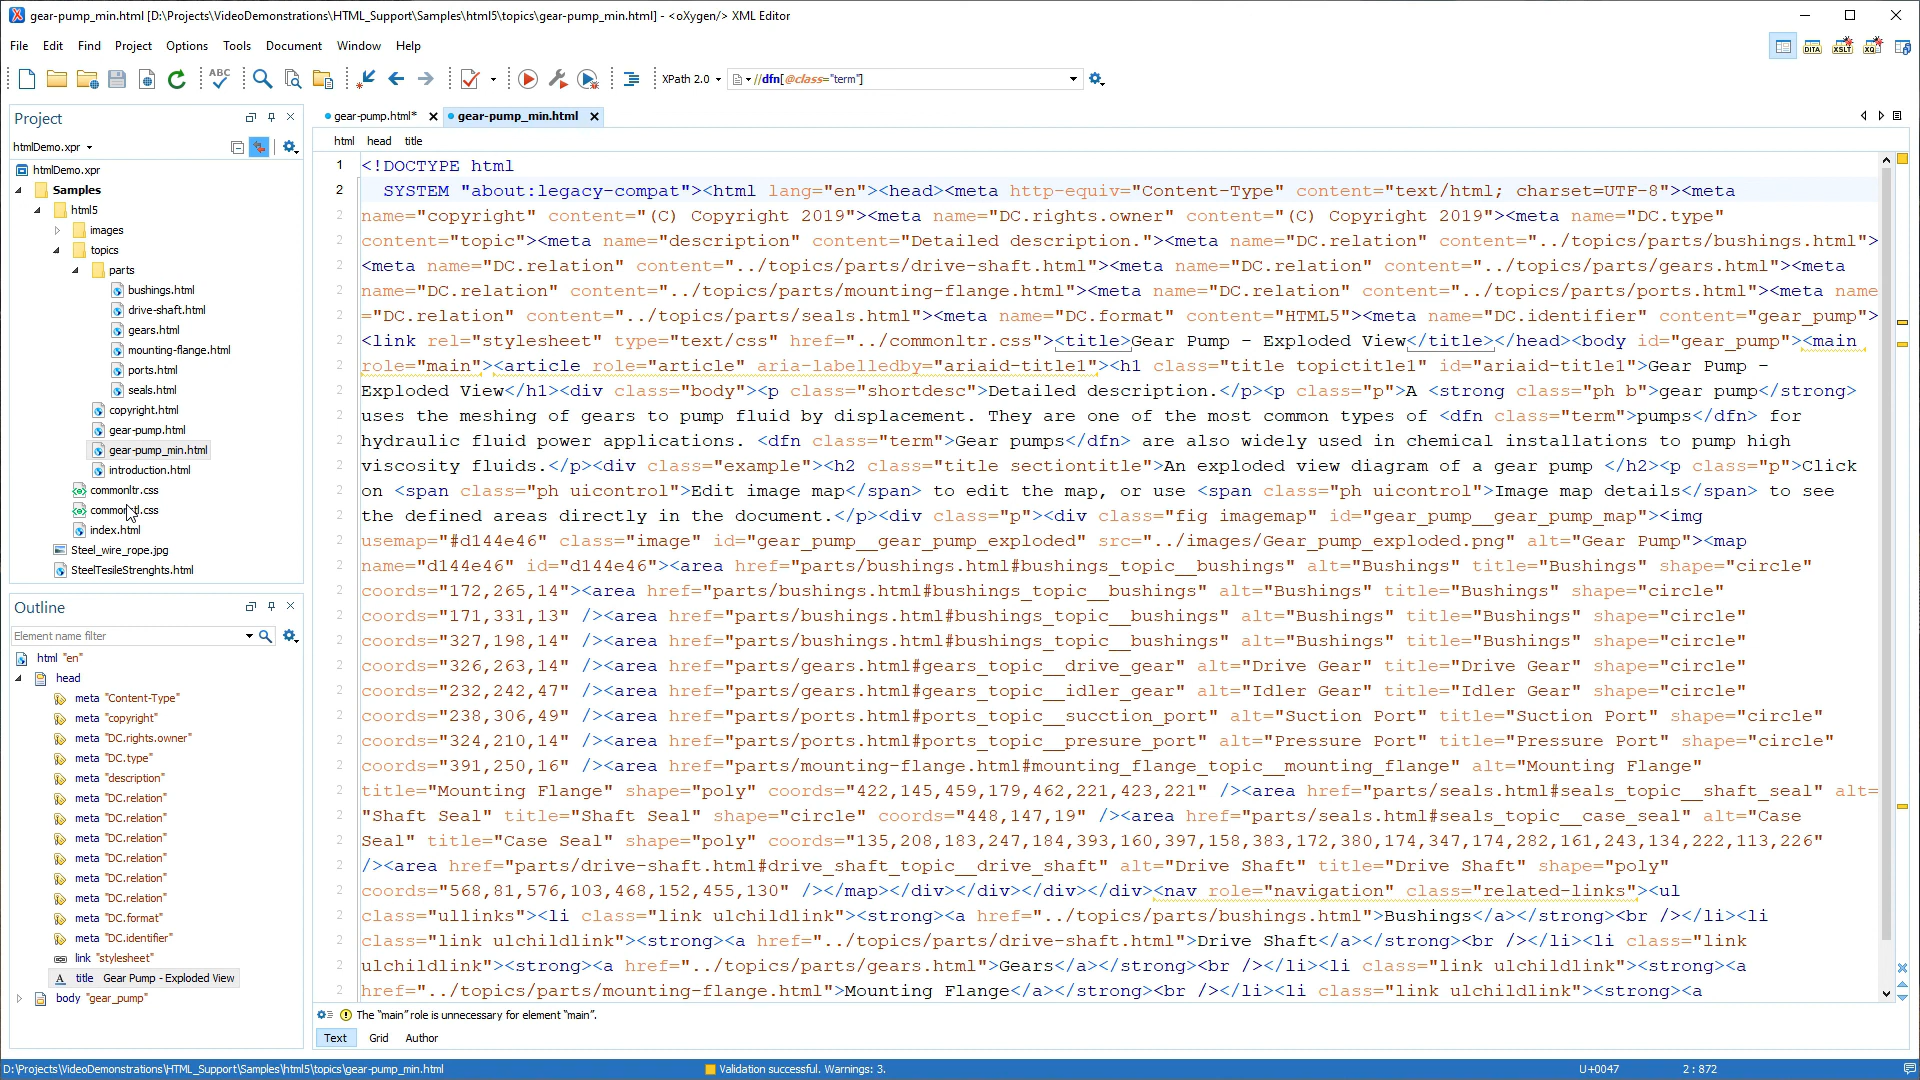 gear-pump_min.html [D:\Projects\VideoDemonstrations\HTML_Support\Samples\html5\topics\gear-pump_min.html] - <oXygen/> XML Editor
File Edit Find Project Options Tools Document Window Help
DITA XSLT XQ
ABC
XPath 2.0
//dfn[@class="term"]
Project
htmlDemo.xpr
htmlDemo.xpr
Samples
html5
images
topics
parts
bushings.html
drive-shaft.html
gears.html
mounting-flange.html
ports.html
seals.html
copyright.html
gear-pump.html
gear-pump_min.html
introduction.html
commonltr.css
index.html
Steel_wire_rope.jpg
SteelTesileStrenghts.html
Outline
Element name filter
html "en"
head
meta "Content-Type"
meta "copyright"
meta "DC.rights.owner"
meta "DC.type"
meta "description"
meta "DC.relation"
meta "DC.relation"
meta "DC.relation"
meta "DC.relation"
meta "DC.relation"
meta "DC.relation"
meta "DC.format"
meta "DC.identifier"
link "stylesheet"
title Gear Pump - Exploded View
body "gear_pump"
gear-pump.html* gear-pump_min.html
html head title
1 <!DOCTYPE html
2 SYSTEM "about:legacy-compat"><html lang="en"><head><meta http-equiv="Content-Type" content="text/html; charset=UTF-8"><meta
2 name="copyright" content="(C) Copyright 2019"><meta name="DC.rights.owner" content="(C) Copyright 2019"><meta name="DC.type"
2 content="topic"><meta name="description" content="Detailed description."><meta name="DC.relation" content="../topics/parts/bushings.html">
2 <meta name="DC.relation" content="../topics/parts/drive-shaft.html"><meta name="DC.relation" content="../topics/parts/gears.html"><meta
2 name="DC.relation" content="../topics/parts/mounting-flange.html"><meta name="DC.relation" content="../topics/parts/ports.html"><meta name
2 ="DC.relation" content="../topics/parts/seals.html"><meta name="DC.format" content="HTML5"><meta name="DC.identifier" content="gear_pump">
2 <link rel="stylesheet" type="text/css" href="../commonltr.css"><title>Gear Pump - Exploded View</title></head><body id="gear_pump"><main
2 role="main"><article role="article" aria-labelledby="ariaid-title1"><h1 class="title topictitle1" id="ariaid-title1">Gear Pump -
2 Exploded View</h1><div class="body"><p class="shortdesc">Detailed description.</p><p class="p">A <strong class="ph b">gear pump</strong>
2 uses the meshing of gears to pump fluid by displacement. They are one of the most common types of <dfn class="term">pumps</dfn> for
2 hydraulic fluid power applications. <dfn class="term">Gear pumps</dfn> are also widely used in chemical installations to pump high
2 viscosity fluids.</p><div class="example"><h2 class="title sectiontitle">An exploded view diagram of a gear pump </h2><p class="p">Click
2 on <span class="ph uicontrol">Edit image map</span> to edit the map, or use <span class="ph uicontrol">Image map details</span> to see
2 the defined areas directly in the document.</p><div class="p"><div class="fig imagemap" id="gear_pump__gear_pump_map"><img
2 usemap="#d144e46" class="image" id="gear_pump__gear_pump_exploded" src="../images/Gear_pump_exploded.png" alt="Gear Pump"><map
2 name="d144e46" id="d144e46"><area href="parts/bushings.html#bushings_topic__bushings" alt="Bushings" title="Bushings" shape="circle"
2 coords="172,265,14"><area href="parts/bushings.html#bushings_topic__bushings" alt="Bushings" title="Bushings" shape="circle"
2 coords="171,331,13" /><area href="parts/bushings.html#bushings_topic__bushings" alt="Bushings" title="Bushings" shape="circle"
2 coords="327,198,14" /><area href="parts/bushings.html#bushings_topic__bushings" alt="Bushings" title="Bushings" shape="circle"
2 coords="326,263,14" /><area href="parts/gears.html#gears_topic__drive_gear" alt="Drive Gear" title="Drive Gear" shape="circle"
2 coords="232,242,47" /><area href="parts/gears.html#gears_topic__idler_gear" alt="Idler Gear" title="Idler Gear" shape="circle"
2 coords="238,306,49" /><area href="parts/ports.html#ports_topic__sucction_port" alt="Suction Port" title="Suction Port" shape="circle"
2 coords="324,210,14" /><area href="parts/ports.html#ports_topic__presure_port" alt="Pressure Port" title="Pressure Port" shape="circle"
2 coords="391,250,16" /><area href="parts/mounting-flange.html#mounting_flange_topic__mounting_flange" alt="Mounting Flange"
2 title="Mounting Flange" shape="poly" coords="422,145,459,179,462,221,423,221" /><area href="parts/seals.html#seals_topic__shaft_seal" alt=
2 "Shaft Seal" title="Shaft Seal" shape="circle" coords="448,147,19" /><area href="parts/seals.html#seals_topic__case_seal" alt="Case
2 Seal" title="Case Seal" shape="poly" coords="135,208,183,247,184,393,160,397,158,383,172,380,174,347,174,282,161,243,134,222,113,226"
2 /><area href="parts/drive-shaft.html#drive_shaft_topic__drive_shaft" alt="Drive Shaft" title="Drive Shaft" shape="poly"
2 coords="568,81,576,103,468,152,455,130" /></map></div></div></div></div><nav role="navigation" class="related-links"><ul
2 class="ullinks"><li class="link ulchildlink"><strong><a href="../topics/parts/bushings.html">Bushings</a></strong><br /></li><li
2 class="link ulchildlink"><strong><a href="../topics/parts/drive-shaft.html">Drive Shaft</a></strong><br /></li><li class="link
2 ulchildlink"><strong><a href="../topics/parts/gears.html">Gears</a></strong><br /></li><li class="link ulchildlink"><strong><a
2 href="../topics/parts/mounting-flange.html">Mounting Flange</a></strong><br /></li><li class="link ulchildlink"><strong><a
The "main" role is unnecessary for element "main".
Text Grid Author
D:\Projects\VideoDemonstrations\HTML_Support\Samples\html5\topics\gear-pump_min.html
Validation successful. Warnings: 3.
U+0047
2 : 872